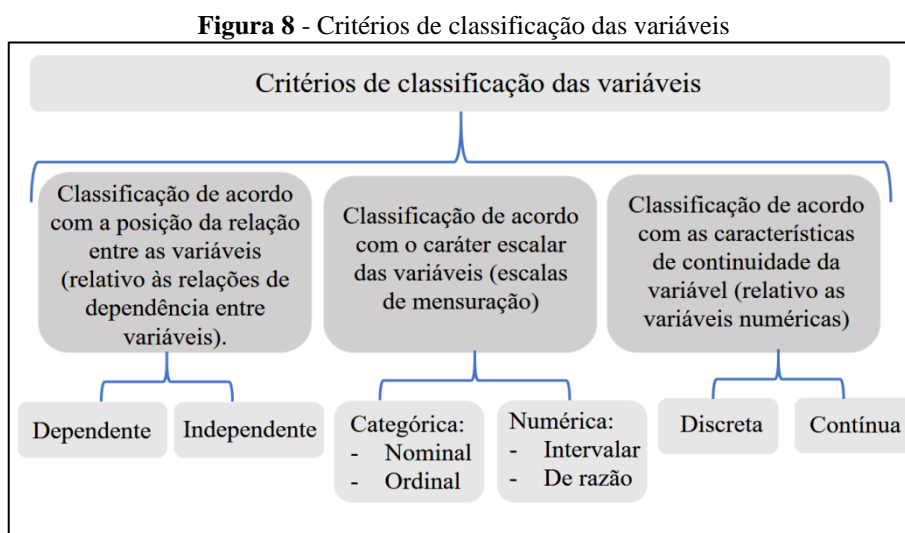 Figura 8 - Critérios de classificação das variáveis
Critérios de classificação das variáveis
Classificação de acordo
com a posição da relação
entre as variáveis
(relativo às relações de
dependência entre
variáveis).
Classificação de acordo
com o caráter escalar
das variáveis (escalas
de mensuração)
Classificação de acordo
com as características
de continuidade da
variável (relativo as
variáveis numéricas)
Dependente
Independente
Categórica:
- Nominal
- Ordinal
Numérica:
- Intervalar
- De razão
Discreta
Contínua